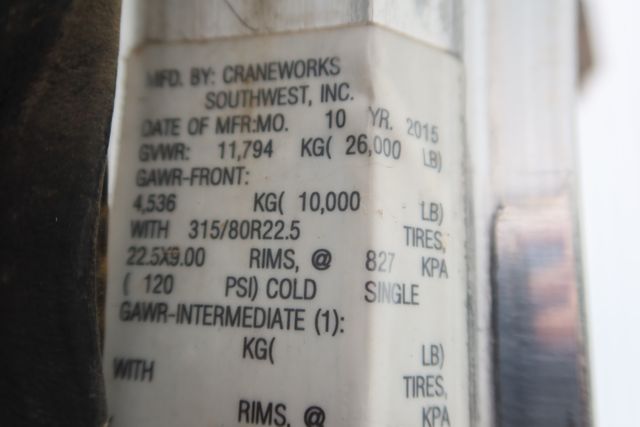 MFD. BY: CRANEWORKS
SOUTHWEST, INC.
DATE OF MFR:MO. 10 YR. 2015
GVWR: 11,794 KG( 26,000 LB)
GAWR-FRONT:
4,536 KG( 10,000 LB)
WITH 315/80R22.5 TIRES,
22.5X9.00 RIMS, @ 827 KPA
( 120 PSI) COLD SINGLE
GAWR-INTERMEDIATE (1):
KG( LB)
WITH TIRES,
( RIMS, @ KPA